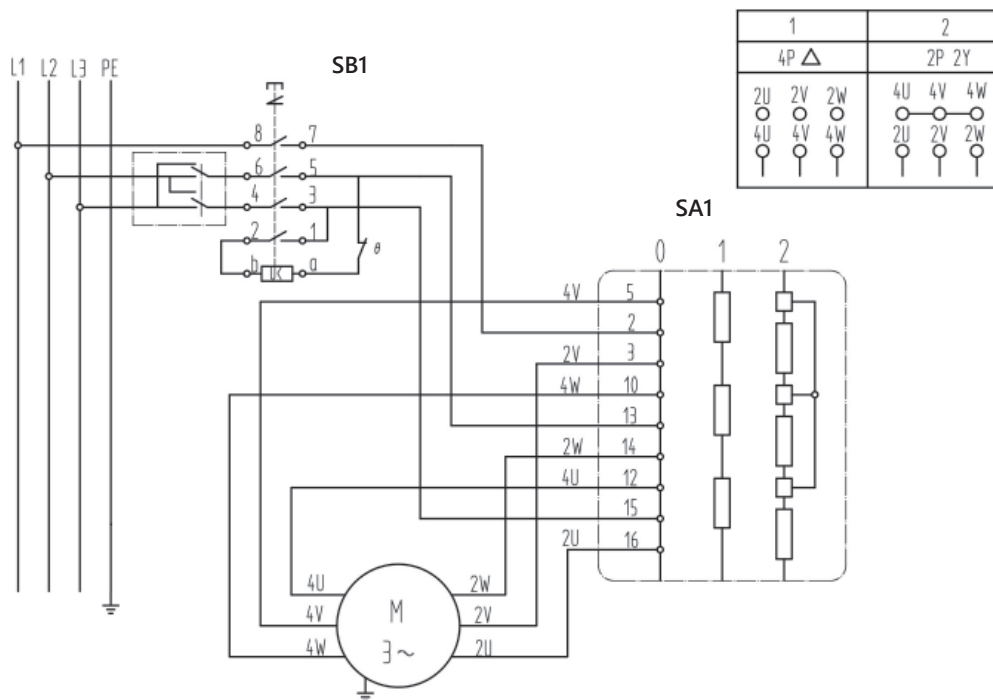 1 2
4P △ 2P 2Y
2U 2V 2W 4U 4V 4W
4U 4V 4W 2U 2V 2W
L1 L2 L3 PE
SB1
8 7
6 5
4 3
2 1
θ
b a
SA1
0 1 2
4V 5
2
2V 3
4W 10
13
2W 14
4U 12
15
2U 16
4U 2W
4V M 2V
4W 3~ 2U